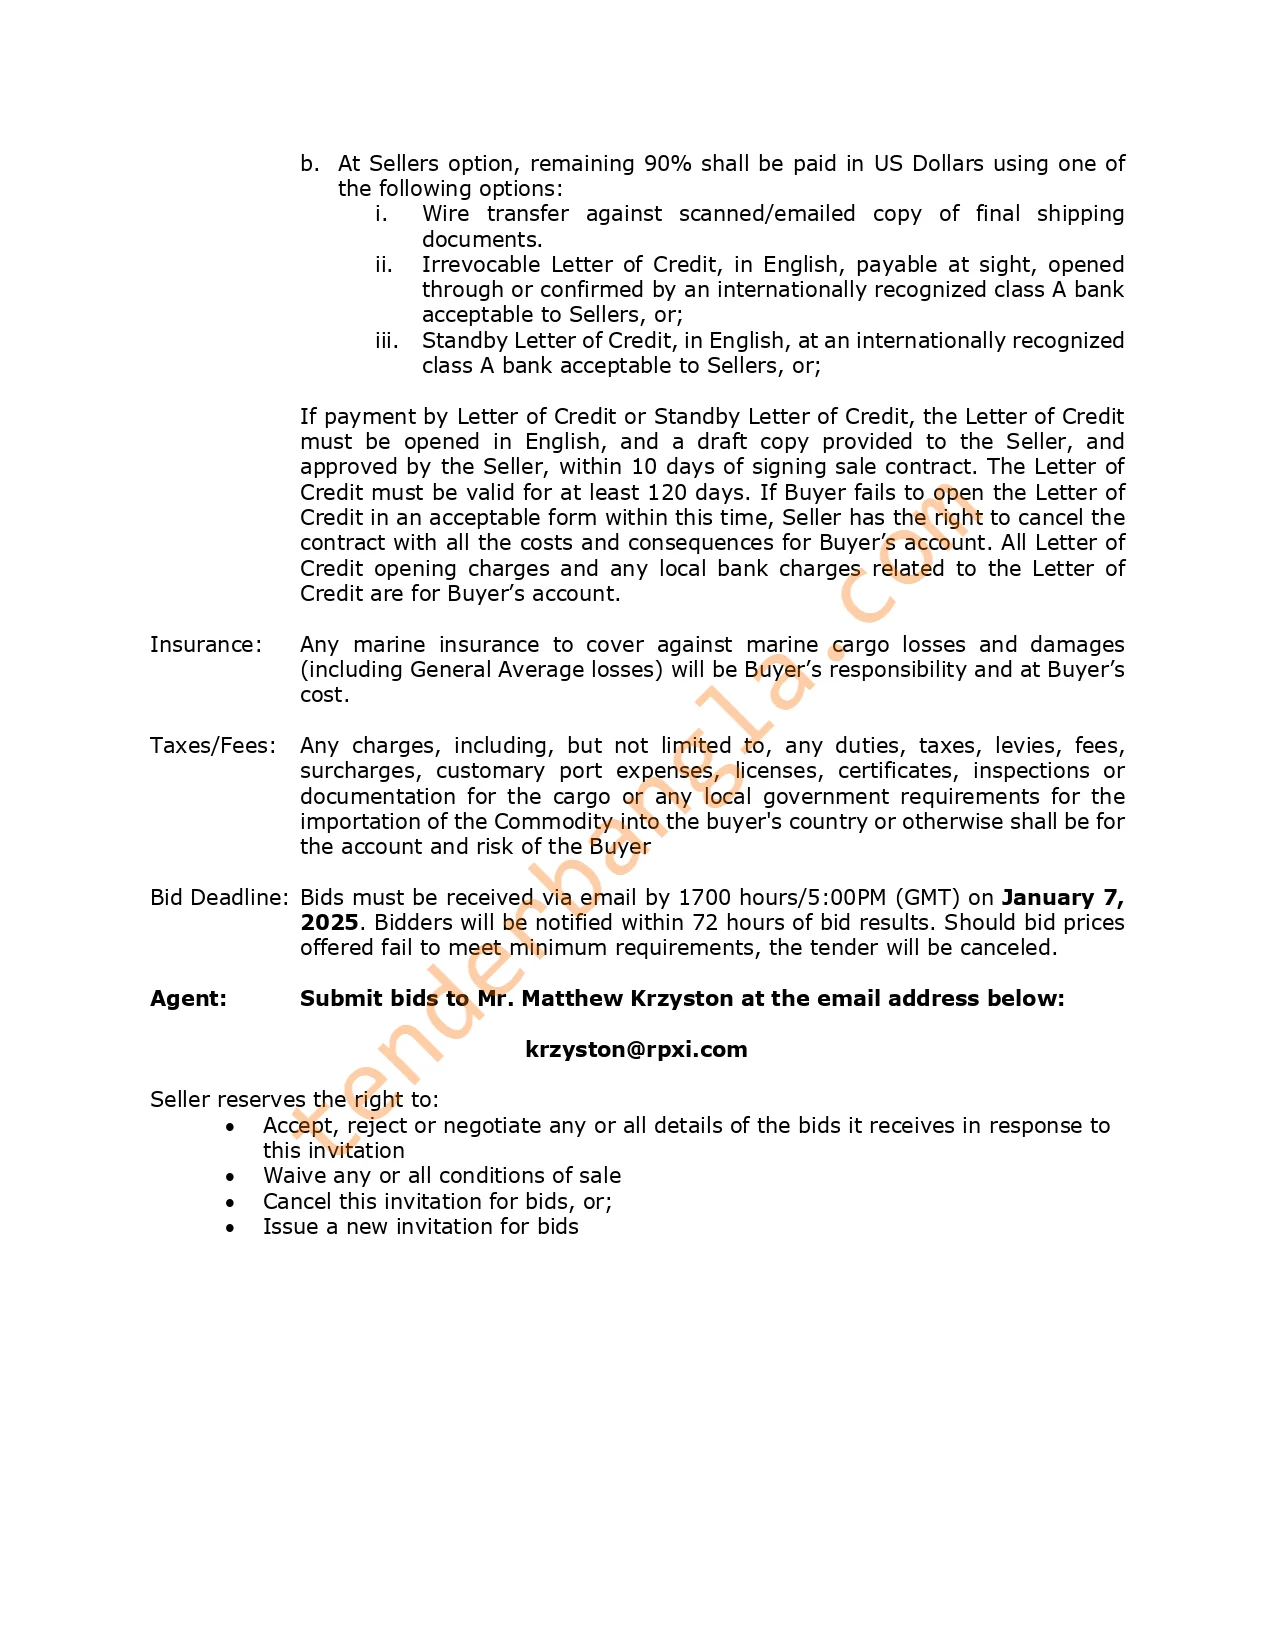 b. At Sellers option, remaining 90% shall be paid in US Dollars using one of
the following options:
i. Wire transfer against scanned/emailed copy of final shipping
documents.
ii. Irrevocable Letter of Credit, in English, payable at sight, opened
through or confirmed by an internationally recognized class A bank
acceptable to Sellers, or;
iii. Standby Letter of Credit, in English, at an internationally recognized
class A bank acceptable to Sellers, or;
If payment by Letter of Credit or Standby Letter of Credit, the Letter of Credit
must be opened in English, and a draft copy provided to the Seller, and
approved by the Seller, within 10 days of signing sale contract. The Letter of
Credit must be valid for at least 120 days. If Buyer fails to open the Letter of
Credit in an acceptable form within this time, Seller has the right to cancel the
contract with all the costs and consequences for Buyer’s account. All Letter of
Credit opening charges and any local bank charges related to the Letter of
Credit are for Buyer’s account.
Insurance: Any marine insurance to cover against marine cargo losses and damages
(including General Average losses) will be Buyer’s responsibility and at Buyer’s
cost.
Taxes/Fees: Any charges, including, but not limited to, any duties, taxes, levies, fees,
surcharges, customary port expenses, licenses, certificates, inspections or
documentation for the cargo or any local government requirements for the
importation of the Commodity into the buyer's country or otherwise shall be for
the account and risk of the Buyer
Bid Deadline: Bids must be received via email by 1700 hours/5:00PM (GMT) on January 7,
2025. Bidders will be notified within 72 hours of bid results. Should bid prices
offered fail to meet minimum requirements, the tender will be canceled.
Agent: Submit bids to Mr. Matthew Krzyston at the email address below:
krzyston@rpxi.com
Seller reserves the right to:
• Accept, reject or negotiate any or all details of the bids it receives in response to
this invitation
• Waive any or all conditions of sale
• Cancel this invitation for bids, or;
• Issue a new invitation for bids
tenderbangla.com